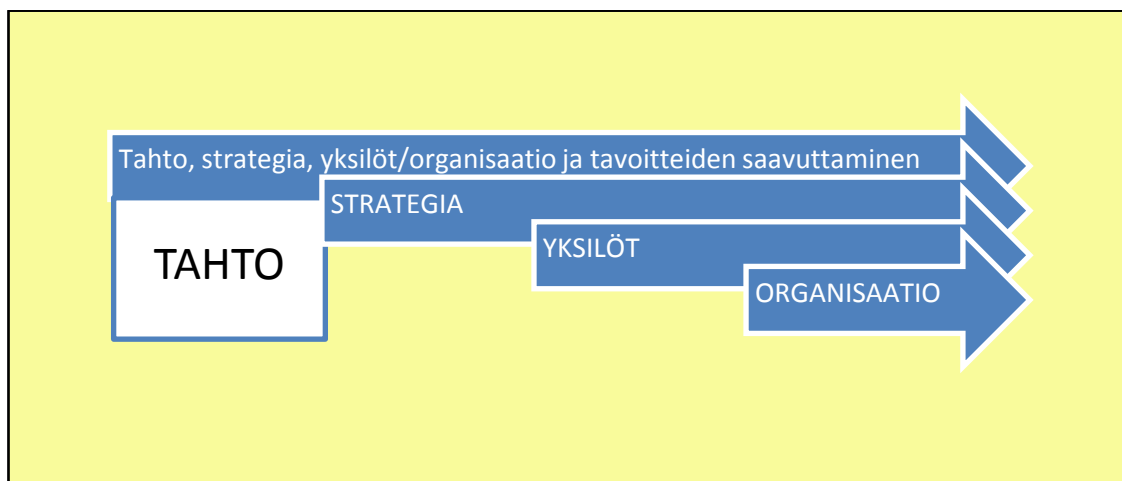 Tahto, strategia, yksilöt/organisaatio ja tavoitteiden saavuttaminen
STRATEGIA
TAHTO
YKSILÖT
ORGANISAATIO